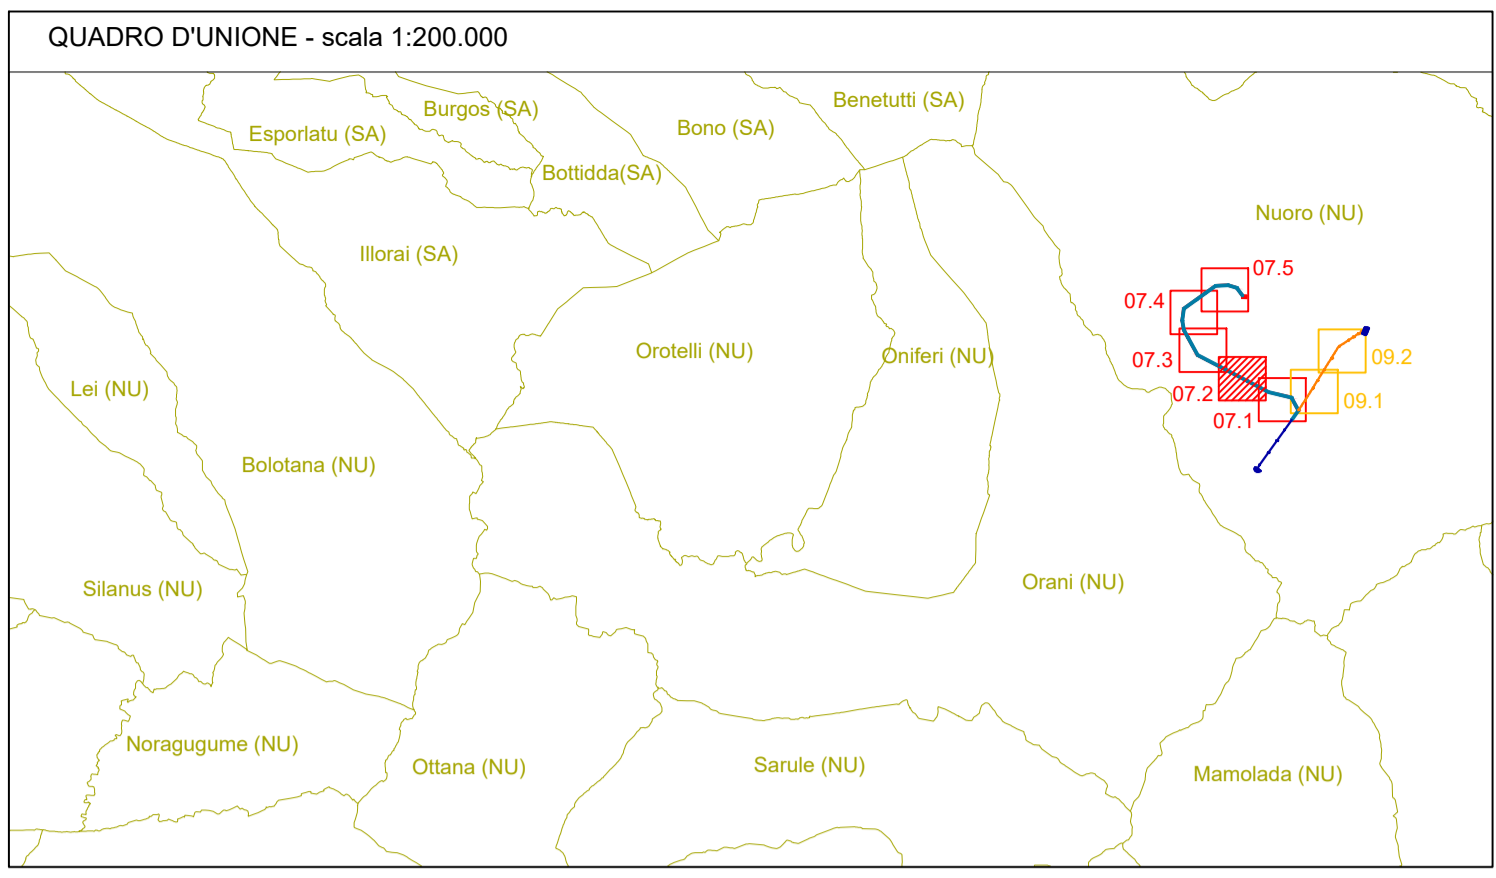 QUADRO D'UNIONE - scala 1:200.000
Benetutti (SA)
Burgos (SA)
Bono (SA)
Esporlatu (SA)
Bottidda(SA)
Nuoro (NU)
Illorai (SA)
07.5
07.4
Orotelli (NU)
Oniferi (NU)
07.3
09.2
Lei (NU)
07.2
09.1
07.1
Bolotana (NU)
Orani (NU)
Silanus (NU)
Noragugume (NU)
Ottana (NU)
Sarule (NU)
Mamolada (NU)